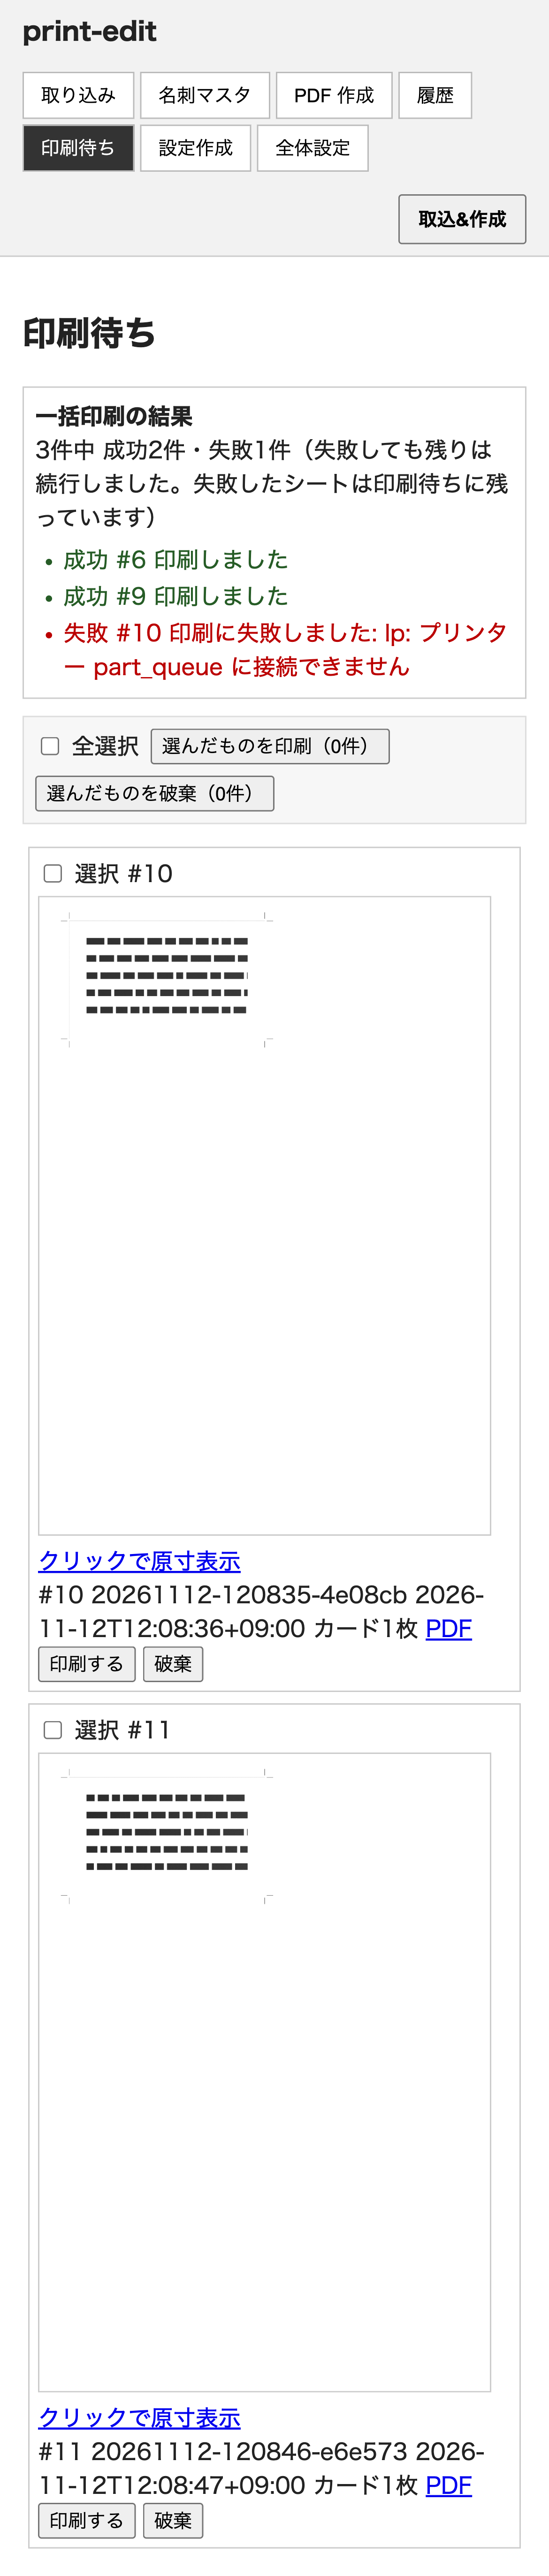 print-edit
取り込み
名刺マスタ
PDF 作成
履歴
印刷待ち
設定作成
全体設定
取込&作成
印刷待ち
一括印刷の結果
3件中 成功2件・失敗1件（失敗しても残りは
続行しました。失敗したシートは印刷待ちに残
っています）
• 成功 #6 印刷しました
• 成功 #9 印刷しました
• 失敗 #10 印刷に失敗しました: lp: プリンタ
ー part_queue に接続できません
全選択
選んだものを印刷（0件）
選んだものを破棄（0件）
選択 #10
クリックで原寸表示
#10 20261112-120835-4e08cb 2026-
11-12T12:08:36+09:00 カード1枚 PDF
印刷する
破棄
選択 #11
クリックで原寸表示
#11 20261112-120846-e6e573 2026-
11-12T12:08:47+09:00 カード1枚 PDF
印刷する
破棄